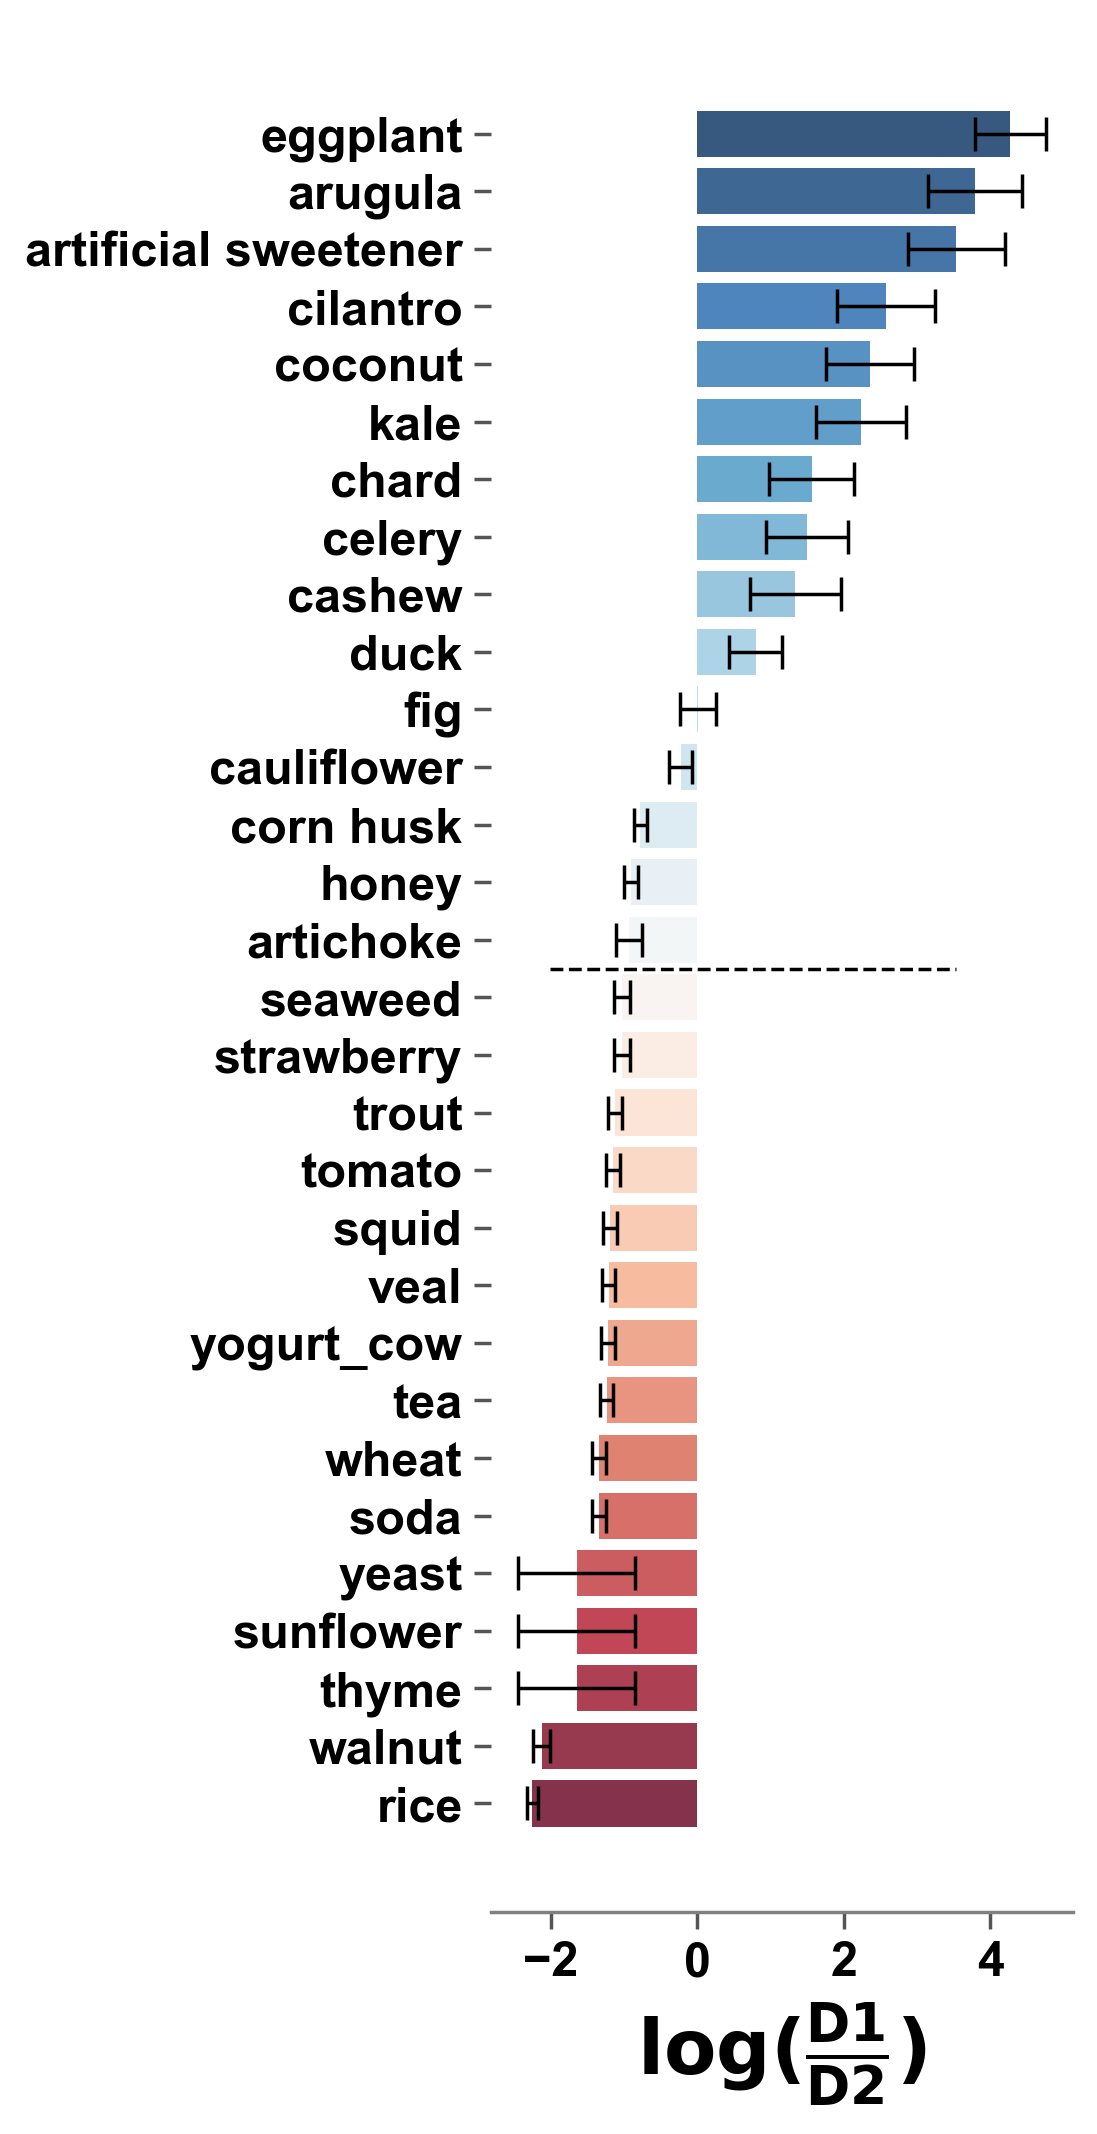 eggplant
arugula
artificial sweetener
cilantro
coconut
kale
chard
celery
cashew
duck
fig
cauliflower
corn husk
honey
artichoke
seaweed
strawberry
trout
tomato
squid
veal
yogurt_cow
tea
wheat
soda
yeast
sunflower
thyme
walnut
rice
−2 0 2 4
log(D1/D2)